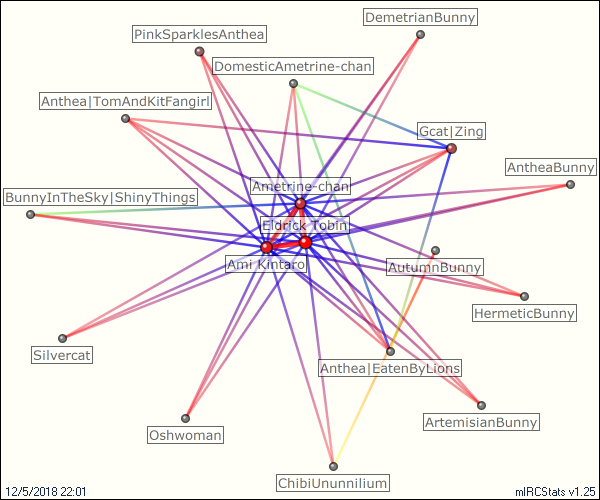 DemetrianBunny
PinkSparklesAnthea
DomesticAmetrine-chan
Anthea|TomAndKitFangirl
Gcat|Zing
AntheaBunny
Ametrine-chan
BunnyInTheSky|ShinyThings
Eldrick Tobin
Ami Kintaro
AutumnBunny
HermeticBunny
Silvercat
Anthea|EatenByLions
ArtemisianBunny
Oshwoman
ChibiUnunnilium
12/5/2018 22:01
mIRCStats v1.25